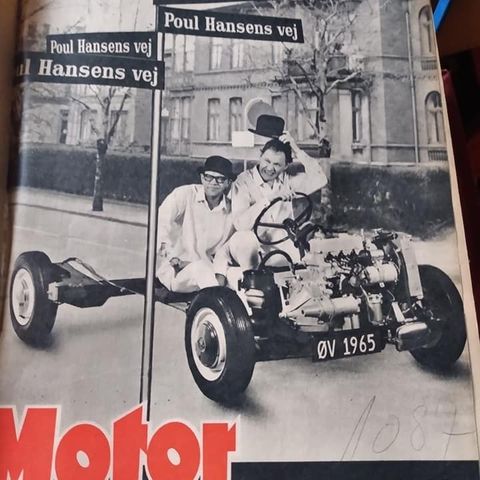 Poul Hansens vej
Poul Hansens vej
ul Hansens vej
ØV 1965
1087
Motor